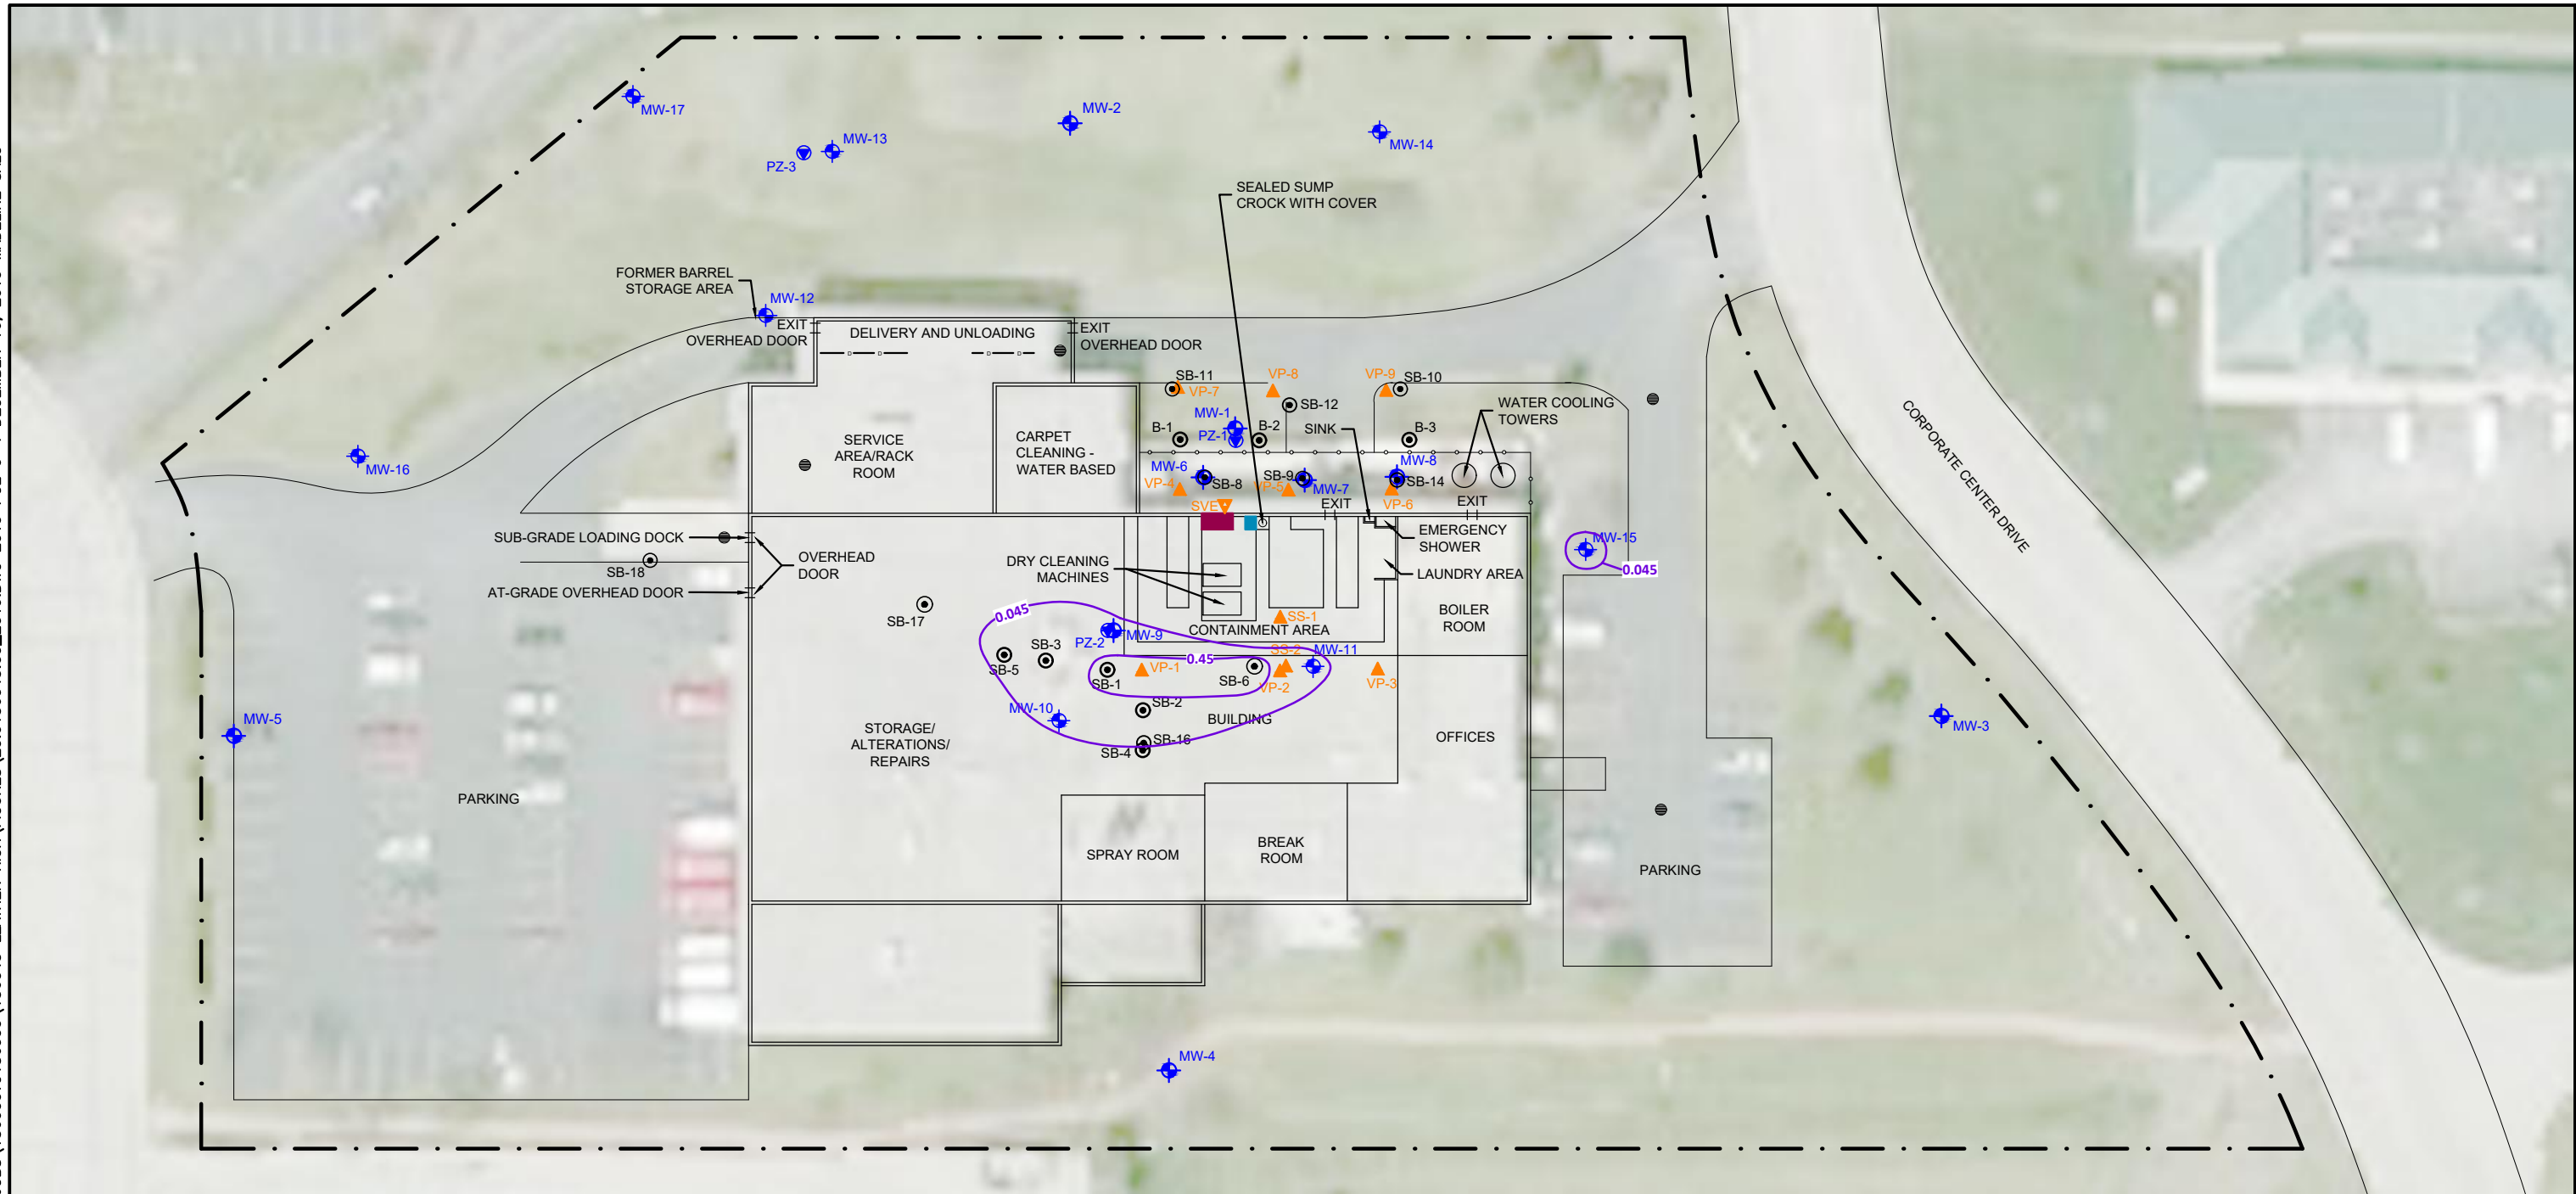 MW-17
MW-2
MW-13
MW-14
PZ-3
SEALED SUMP
CROCK WITH COVER
FORMER BARREL
STORAGE AREA
MW-12
EXIT
OVERHEAD DOOR
DELIVERY AND UNLOADING
EXIT
OVERHEAD DOOR
SB-11
VP-7
VP-8
VP-9
SB-10
SB-12
WATER COOLING
TOWERS
MW-1
B-1
PZ-1
B-2
SINK
B-3
SERVICE
AREA/RACK
ROOM
CARPET
CLEANING -
WATER BASED
MW-16
MW-6
SB-8
SB-9
MW-7
MW-8
SB-14
VP-4
VP-5
VP-6
SVE
EXIT
EXIT
CORPORATE CENTER DRIVE
SUB-GRADE LOADING DOCK
SB-18
OVERHEAD
DOOR
AT-GRADE OVERHEAD DOOR
DRY CLEANING
MACHINES
EMERGENCY
SHOWER
LAUNDRY AREA
MW-15
0.045
SB-17
0.045
SS-1
CONTAINMENT AREA
BOILER
ROOM
PZ-2
MW-9
SB-3
SB-5
0.45
SS-2
MW-11
SB-1
VP-1
SB-6
VP-2
VP-3
MW-10
SB-2
BUILDING
SB-16
SB-4
STORAGE/
ALTERATIONS/
REPAIRS
OFFICES
MW-5
MW-3
PARKING
SPRAY ROOM
BREAK
ROOM
PARKING
MW-4